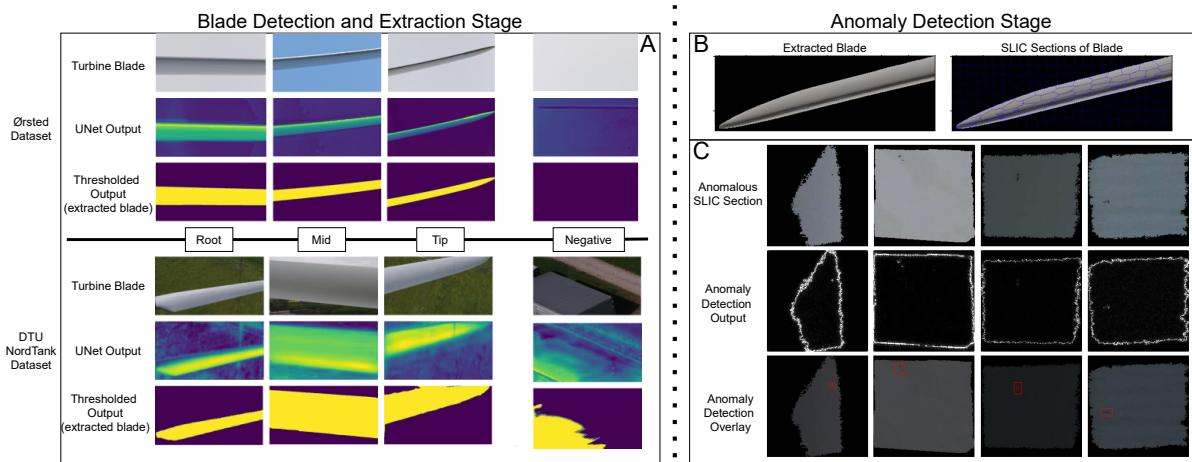 Blade Detection and Extraction Stage
A
Turbine Blade
Ørsted
Dataset
UNet Output
Thresholded
Output
(extracted blade)
Root
Mid
Tip
Negative
Turbine Blade
DTU
NordTank
Dataset
UNet Output
Thresholded
Output
(extracted blade)
Anomaly Detection Stage
B
Extracted Blade
SLIC Sections of Blade
C
Anomalous
SLIC Section
Anomaly
Detection
Output
Anomaly
Detection
Overlay